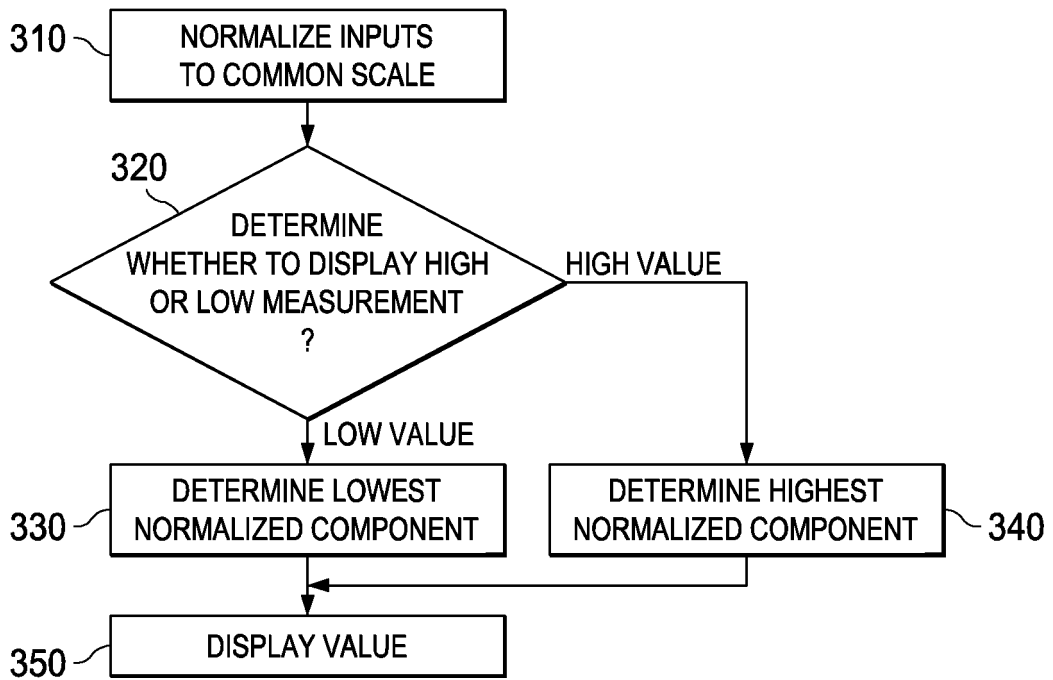 310
NORMALIZE INPUTS
TO COMMON SCALE
320
DETERMINE
WHETHER TO DISPLAY HIGH
OR LOW MEASUREMENT
?
HIGH VALUE
LOW VALUE
330
DETERMINE LOWEST
NORMALIZED COMPONENT
DETERMINE HIGHEST
NORMALIZED COMPONENT
340
350
DISPLAY VALUE